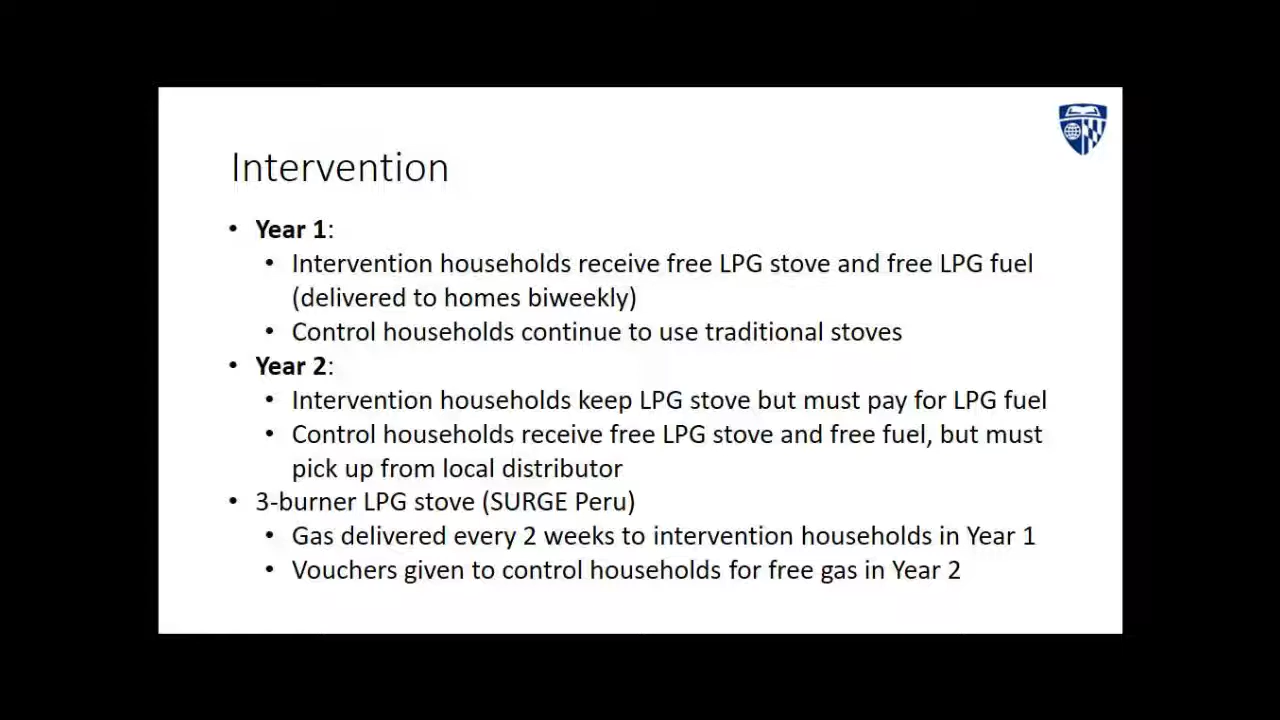 Intervention
• Year 1:
• Intervention households receive free LPG stove and free LPG fuel
(delivered to homes biweekly)
• Control households continue to use traditional stoves
• Year 2:
• Intervention households keep LPG stove but must pay for LPG fuel
• Control households receive free LPG stove and free fuel, but must
pick up from local distributor
• 3-burner LPG stove (SURGE Peru)
• Gas delivered every 2 weeks to intervention households in Year 1
• Vouchers given to control households for free gas in Year 2